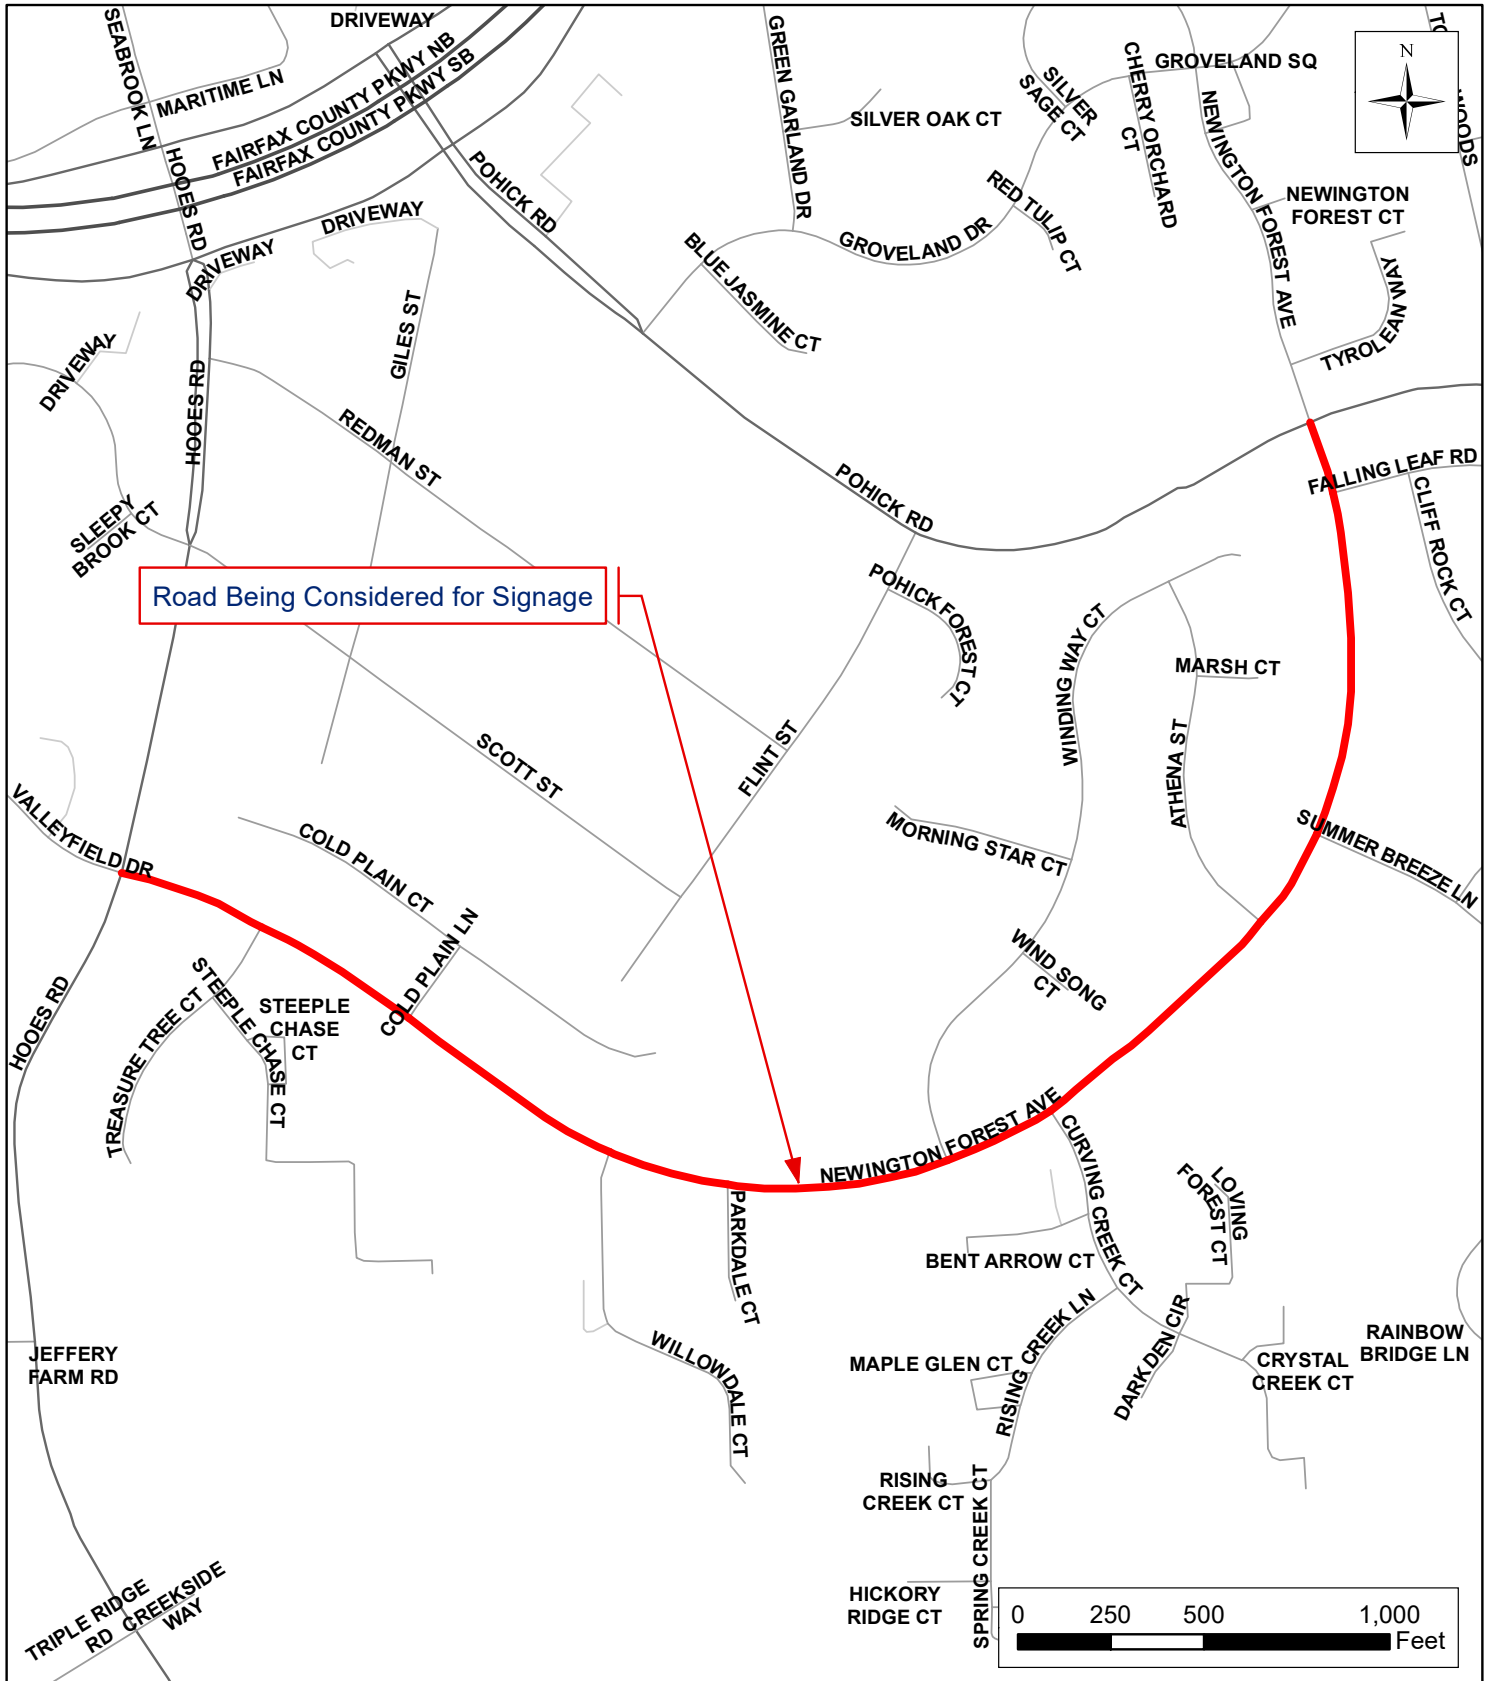 DRIVEWAY
SEABROOK LN
MARITIME LN
FAIRFAX COUNTY PKWY NB
FAIRFAX COUNTY PKWY SB
HOOES RD
POHICK RD
DRIVEWAY
DRIVEWAY
GREEN GARLAND DR
SILVER OAK CT
SILVER
SAGE CT
CHERRY ORCHARD
CT
GROVELAND SQ
NEWINGTON FOREST AVE
N
WOODS
NEWINGTON
FOREST CT
RED TULIP CT
GROVELAND DR
BLUE JASMINE CT
TYROLEAN WAY
DRIVEWAY
HOOES RD
GILES ST
REDMAN ST
POHICK RD
FALLING LEAF RD
CLIFF ROCK CT
SLEEPY
BROOK CT
Road Being Considered for Signage
POHICK FOREST CT
WINDING WAY CT
MARSH CT
ATHENA ST
SCOTT ST
FLINT ST
VALLEYFIELD DR
COLD PLAIN CT
MORNING STAR CT
SUMMER BREEZE LN
COLD PLAIN LN
WIND SONG
CT
HOOES RD
TREASURE TREE CT
STEEPLE CHASE CT
STEEPLE
CHASE
CT
NEWINGTON FOREST AVE
CURVING CREEK CT
LOVING
FOREST CT
PARKDALE CT
BENT ARROW CT
RISING CREEK LN
DARK DEN CIR
JEFFERY
FARM RD
WILLOWDALE CT
MAPLE GLEN CT
CRYSTAL
CREEK CT
RAINBOW
BRIDGE LN
RISING
CREEK CT
SPRING CREEK CT
HICKORY
RIDGE CT
TRIPLE RIDGE
RD
CREEKSIDE
WAY
0 250 500 1,000
Feet